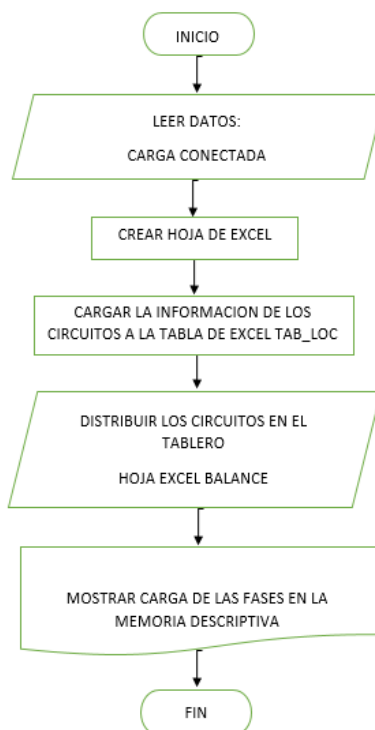 INICIO
LEER DATOS:
CARGA CONECTADA
CREAR HOJA DE EXCEL
CARGAR LA INFORMACION DE LOS
CIRCUITOS A LA TABLA DE EXCEL TAB_LOC
DISTRIBUIR LOS CIRCUITOS EN EL
TABLERO
HOJA EXCEL BALANCE
MOSTRAR CARGA DE LAS FASES EN LA
MEMORIA DESCRIPTIVA
FIN